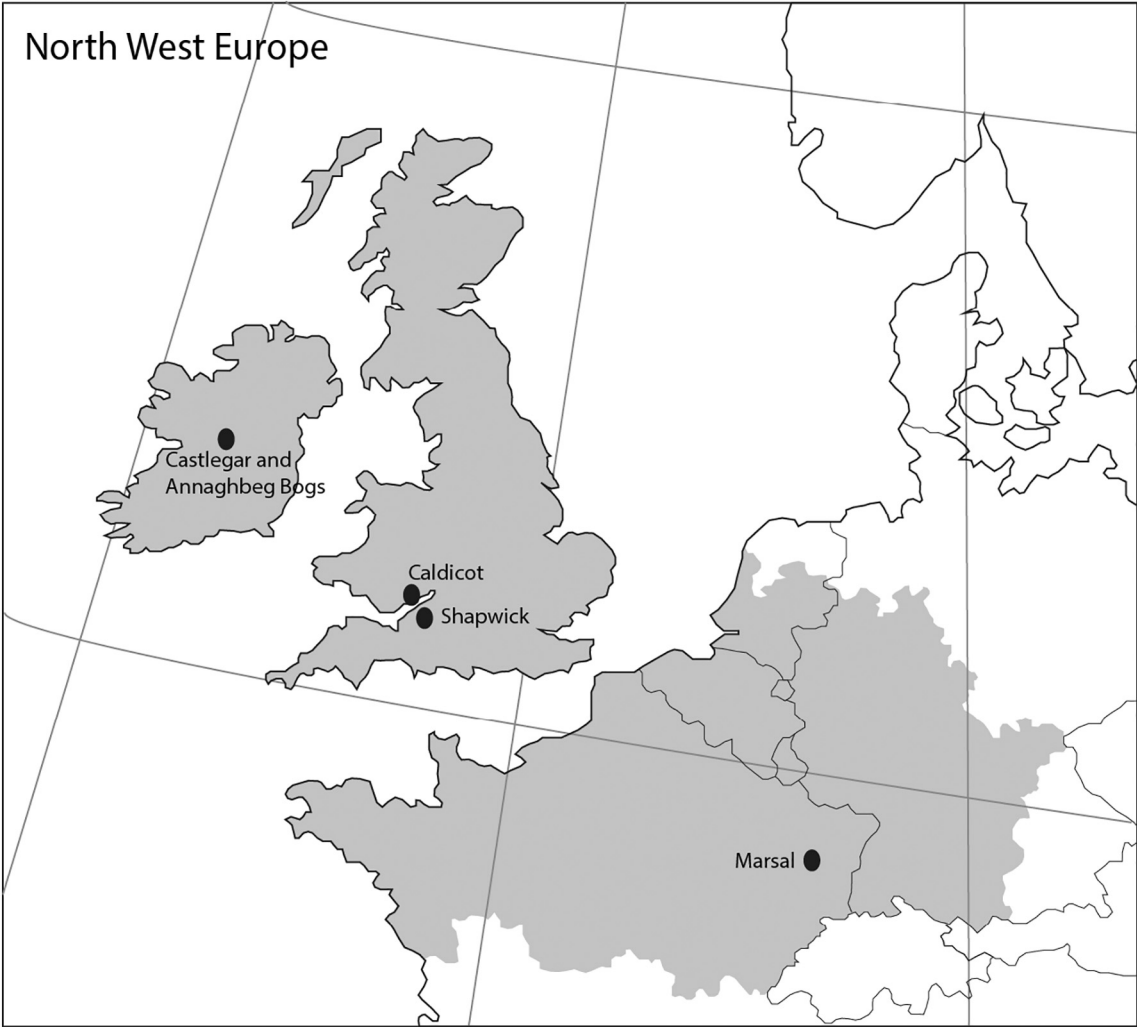 North West Europe
Castlegar and
Annaghbeg Bogs
Caldicot
Shapwick
Marsal